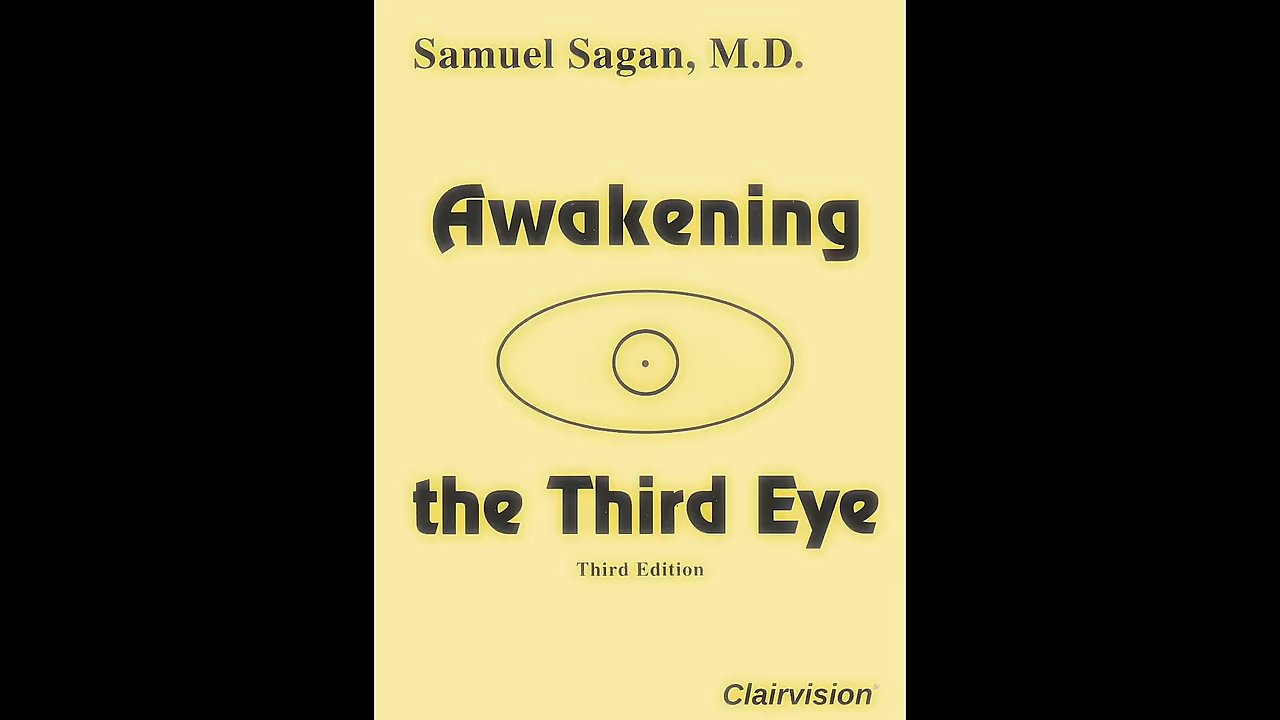 Samuel Sagan, M.D.
Awakening
the Third Eye
Third Edition
Clairvision®